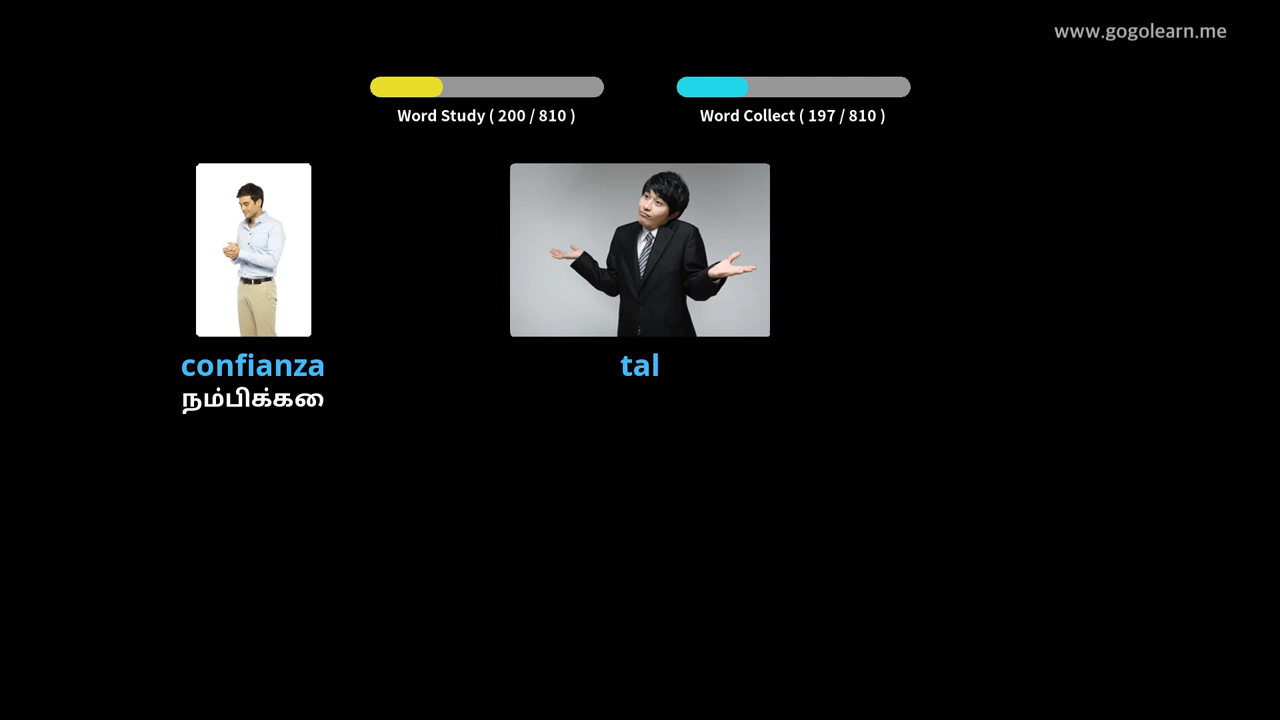 www.gogolearn.me
Word Study ( 200 / 810 )
Word Collect ( 197 / 810 )
confianza
நம்பிக்கை
tal